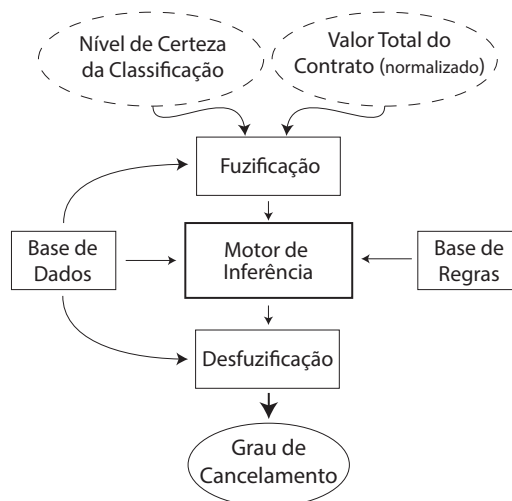 Nível de Certeza
da Classificação
Valor Total do
Contrato (normalizado)
Fuzificação
Base de
Dados
Motor de
Inferência
Base de
Regras
Desfuzificação
Grau de
Cancelamento